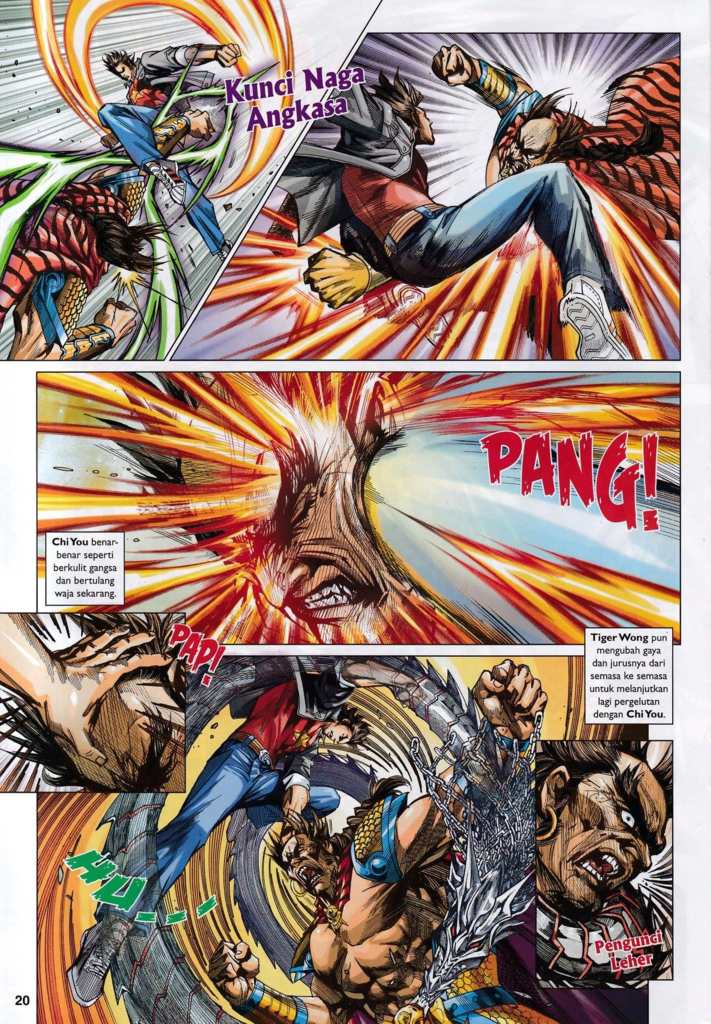 Kunci Naga
Angkasa
PANG!
Chi You benar-
benar seperti
berkulit gangsa
dan bertulang
waja sekarang.
PAP!
Tiger Wong pun
mengubah gaya
dan jurusnya dari
semasa ke semasa
untuk melanjutkan
lagi pergelutan
dengan Chi You.
HU---
Pengunci
Leher
20